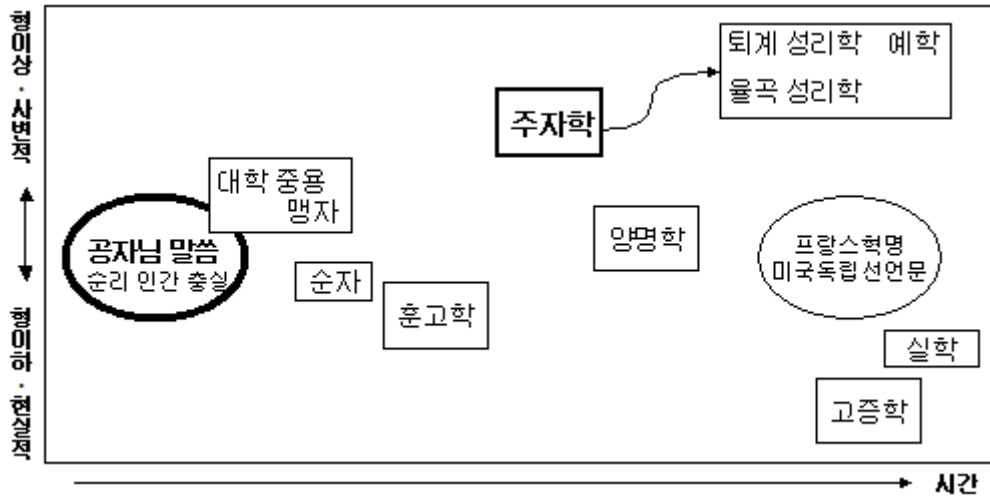 형이상 · 사변적
형이하 · 현실적
퇴계 성리학 예학
율곡 성리학
주자학
대학 중용
맹자
공자님 말씀
순리 인간 충실
순자
훈고학
양명학
프랑스혁명
미국독립선언문
실학
고증학
시간